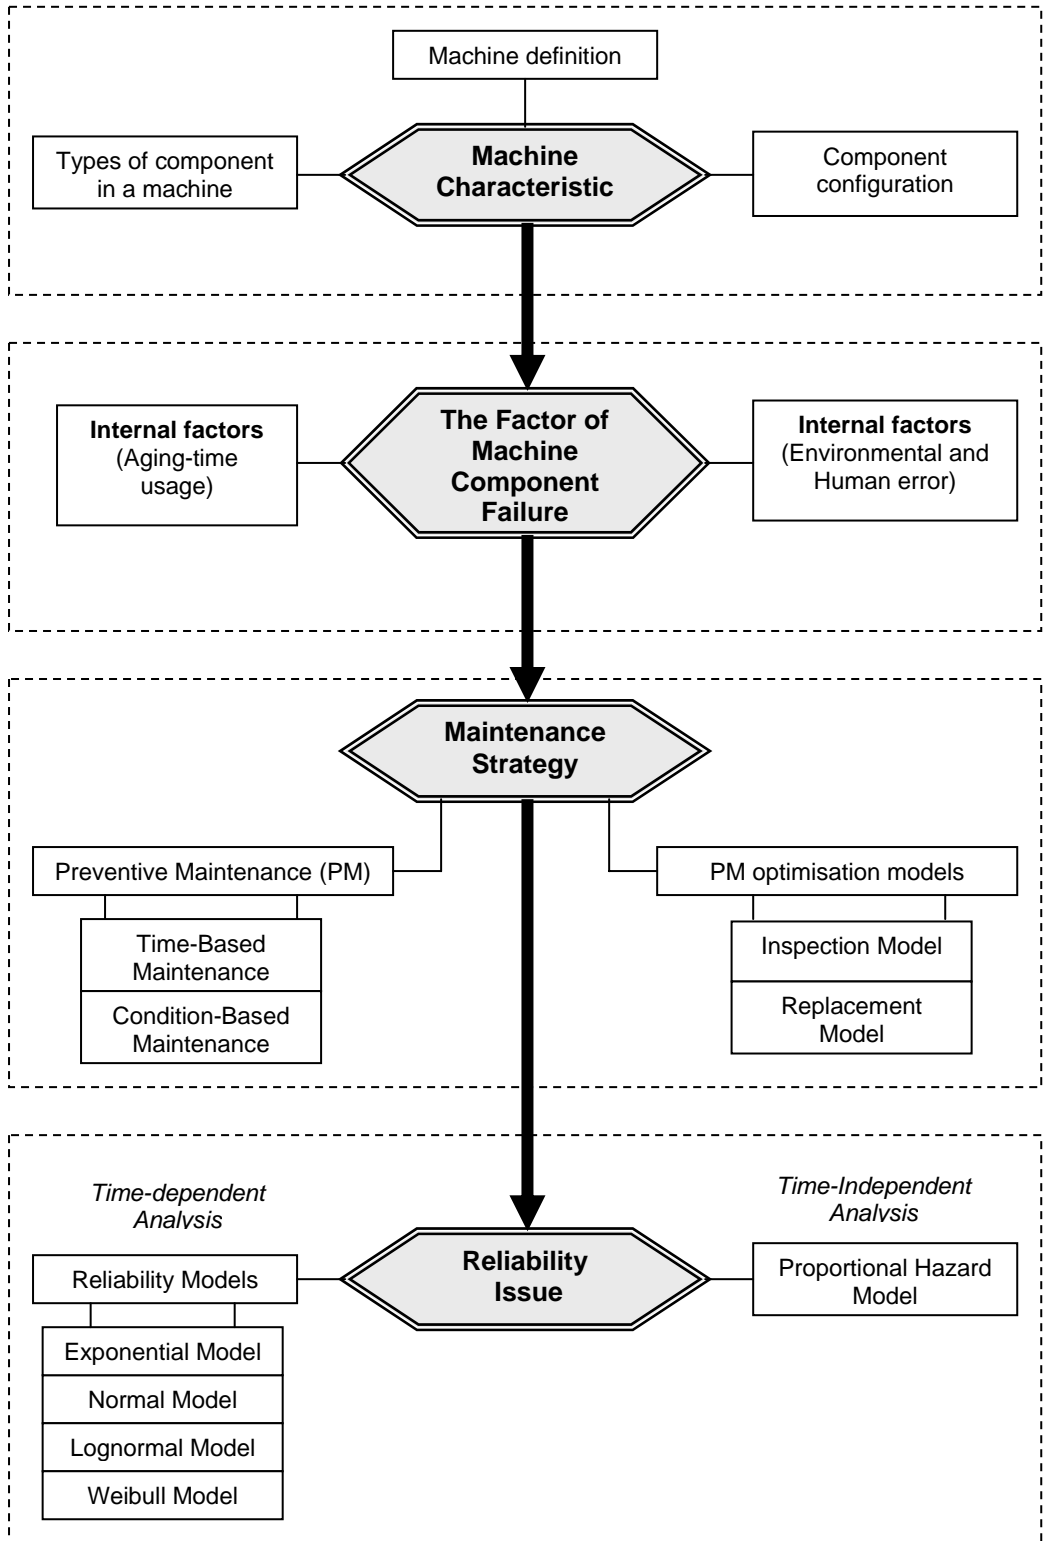 Machine definition
Types of component
in a machine
Machine
Characteristic
Component
configuration
Internal factors
(Aging-time
usage)
The Factor of
Machine
Component
Failure
Internal factors
(Environmental and
Human error)
Maintenance
Strategy
Preventive Maintenance (PM)
Time-Based
Maintenance
Condition-Based
Maintenance
PM optimisation models
Inspection Model
Replacement
Model
Time-dependent
Analysis
Reliability Models
Exponential Model
Normal Model
Lognormal Model
Weibull Model
Reliability
Issue
Time-Independent
Analysis
Proportional Hazard
Model